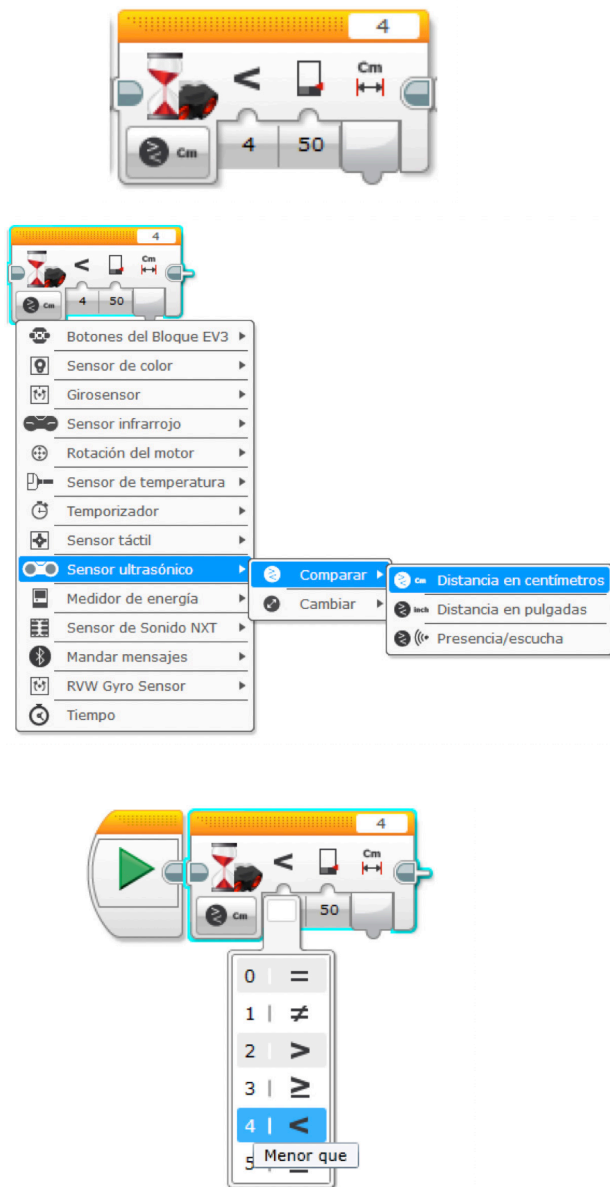 4
Cm
<
Cm
4
50
4
Cm
<
Cm
4
50
Botones del Bloque EV3
Sensor de color
Girosensor
Sensor infrarrojo
Rotación del motor
Sensor de temperatura
Temporizador
Sensor táctil
Sensor ultrasónico
Comparar
Cm Distancia en centímetros
Medidor de energía
Cambiar
Inch Distancia en pulgadas
Sensor de Sonido NXT
Presencia/escucha
Mandar mensajes
RVW Gyro Sensor
Tiempo
4
Cm
<
Cm
50
0 | =
1 | ≠
2 | >
3 | ≥
4 | <
Menor que
5